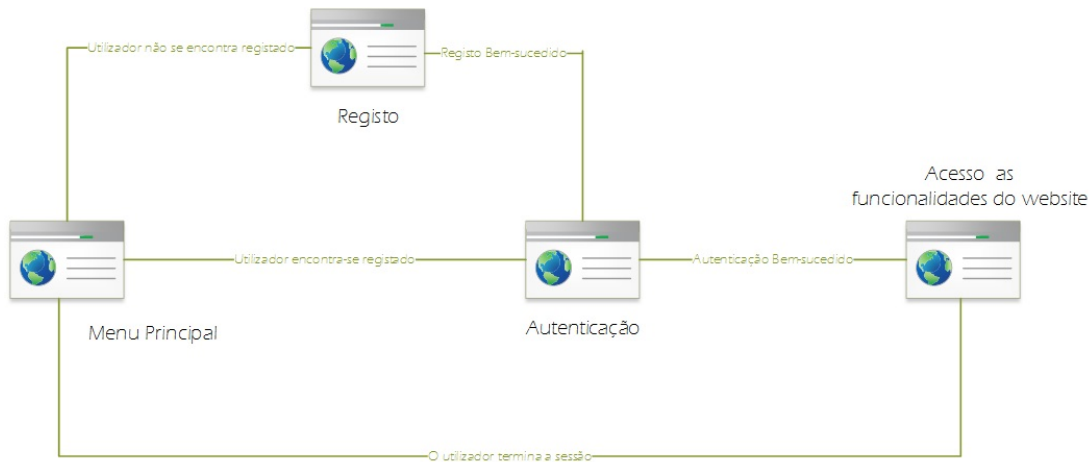 Utilizador não se encontra registado
Registo Bem-sucedido
Registo
Acesso as
funcionalidades do website
Utilizador encontra-se registado
Autenticação Bem-sucedido
Menu Principal
Autenticação
O utilizador termina a sessão